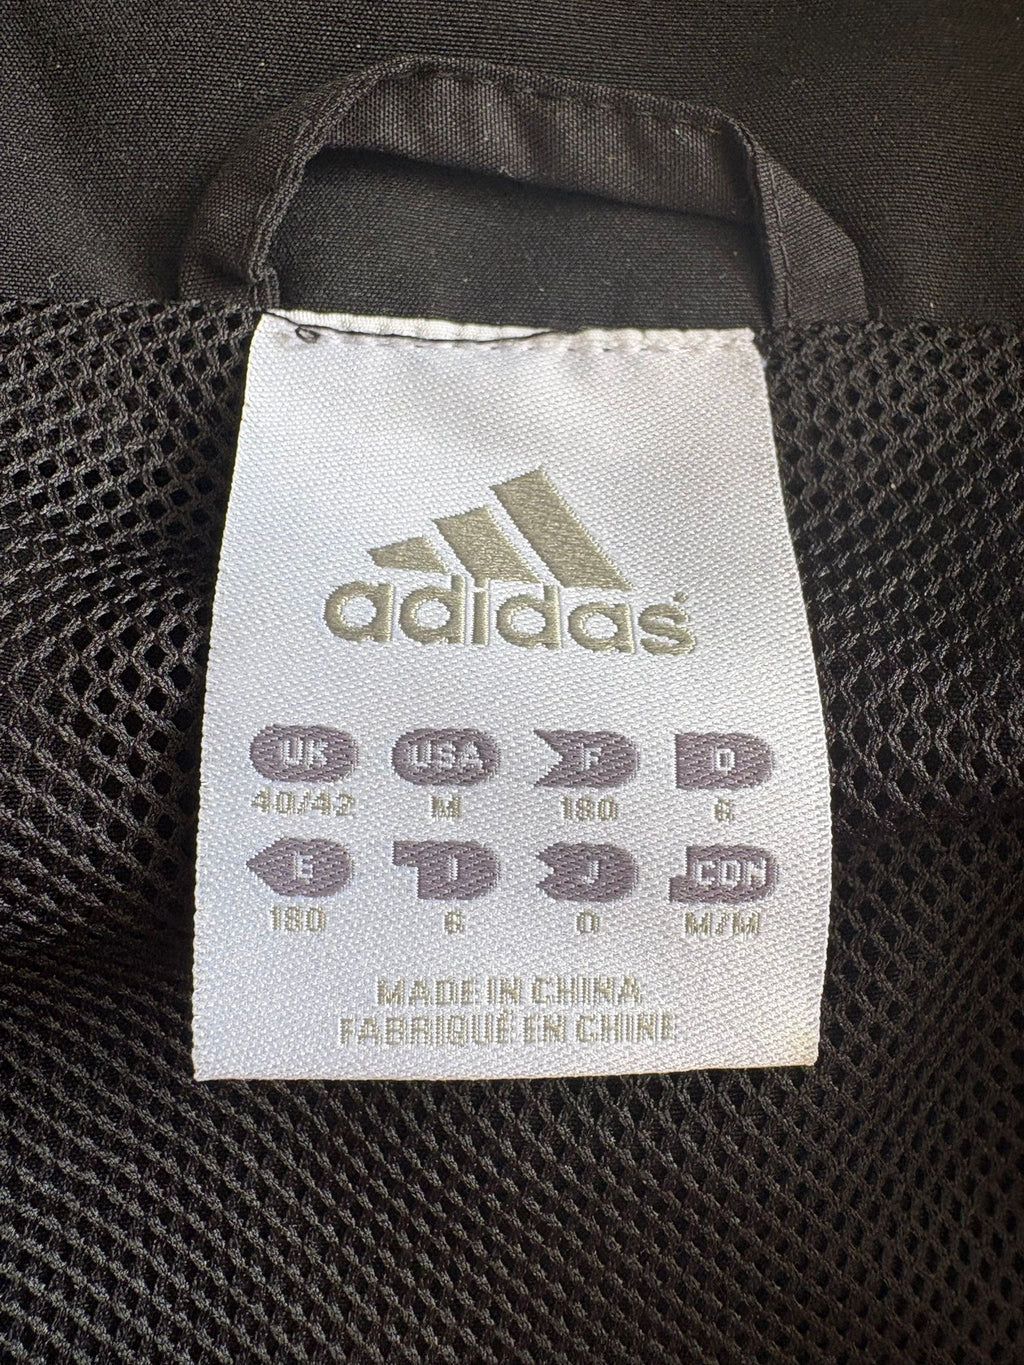 adidas
UK USA F D
40/42 M 180 6
E I J CDN
180 6 O M/M
MADE IN CHINA
FABRIQUÉ EN CHINE